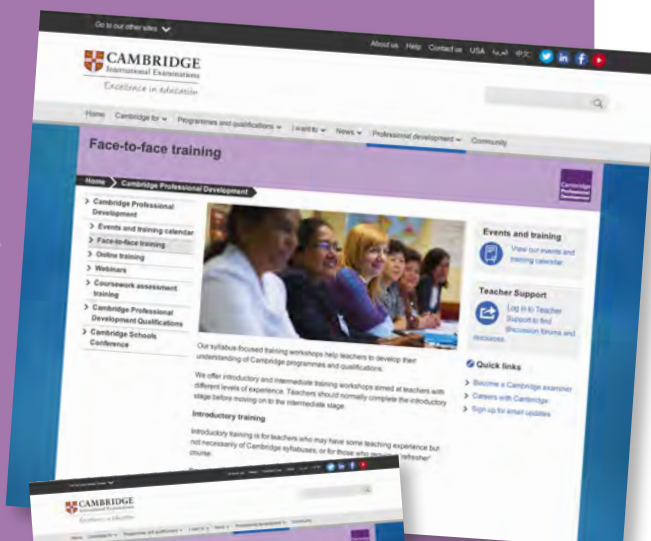 Go to our other sites
About us Help Contact us USA العربية 中文
CAMBRIDGE
International Examinations
Excellence in education
Home Cambridge for Programmes and qualifications I want to News Professional development Community
Face-to-face training
Cambridge
Professional
Development
Home Cambridge Professional Development
Cambridge Professional
Development
Events and training calendar
Face-to-face training
Online training
Webinars
Coursework assessment
training
Cambridge Professional
Development Qualifications
Cambridge Schools
Conference
Our syllabus-focused training workshops help teachers to develop their
understanding of Cambridge programmes and qualifications.
We offer introductory and intermediate training workshops aimed at teachers with
different levels of experience. Teachers should normally complete the introductory
stage before moving on to the intermediate stage.
Introductory training
Introductory training is for teachers who may have some teaching experience but
not necessarily of Cambridge syllabuses, or for those who "refresher"
course.
Events and training
View our events and
training calendar.
Teacher Support
Log in to Teacher
Support to find
discussion forums and
resources.
Quick links
Become a Cambridge examiner
Careers with Cambridge
Sign up for email updates
CAMBRIDGE
International Examinations
Excellence in education